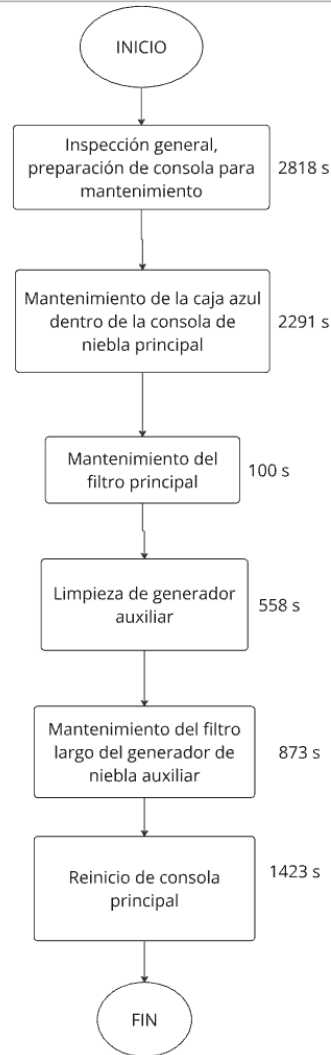 INICIO
Inspección general,
preparación de consola para
mantenimiento
2818 s
Mantenimiento de la caja azul
dentro de la consola de
niebla principal
2291 s
Mantenimiento del
filtro principal
100 s
Limpieza de generador
auxiliar
558 s
Mantenimiento del filtro
largo del generador de
niebla auxiliar
873 s
Reinicio de consola
principal
1423 s
FIN